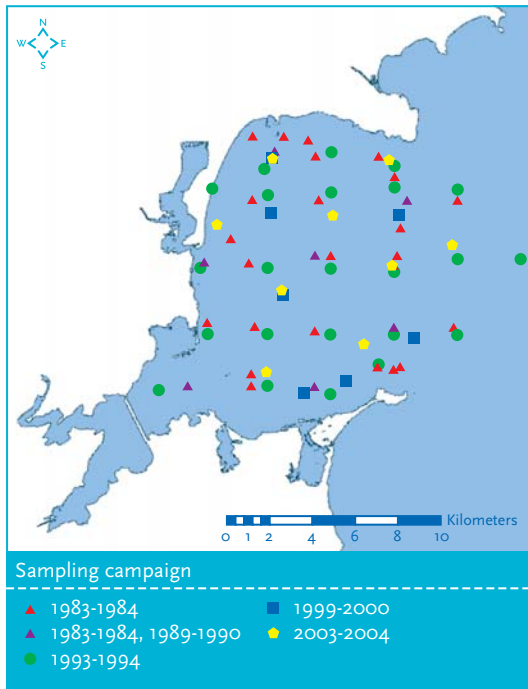 N
W E
S
Kilometers
0 1 2 4 6 8 10
Sampling campaign
1983-1984
1983-1984, 1989-1990
1993-1994
1999-2000
2003-2004